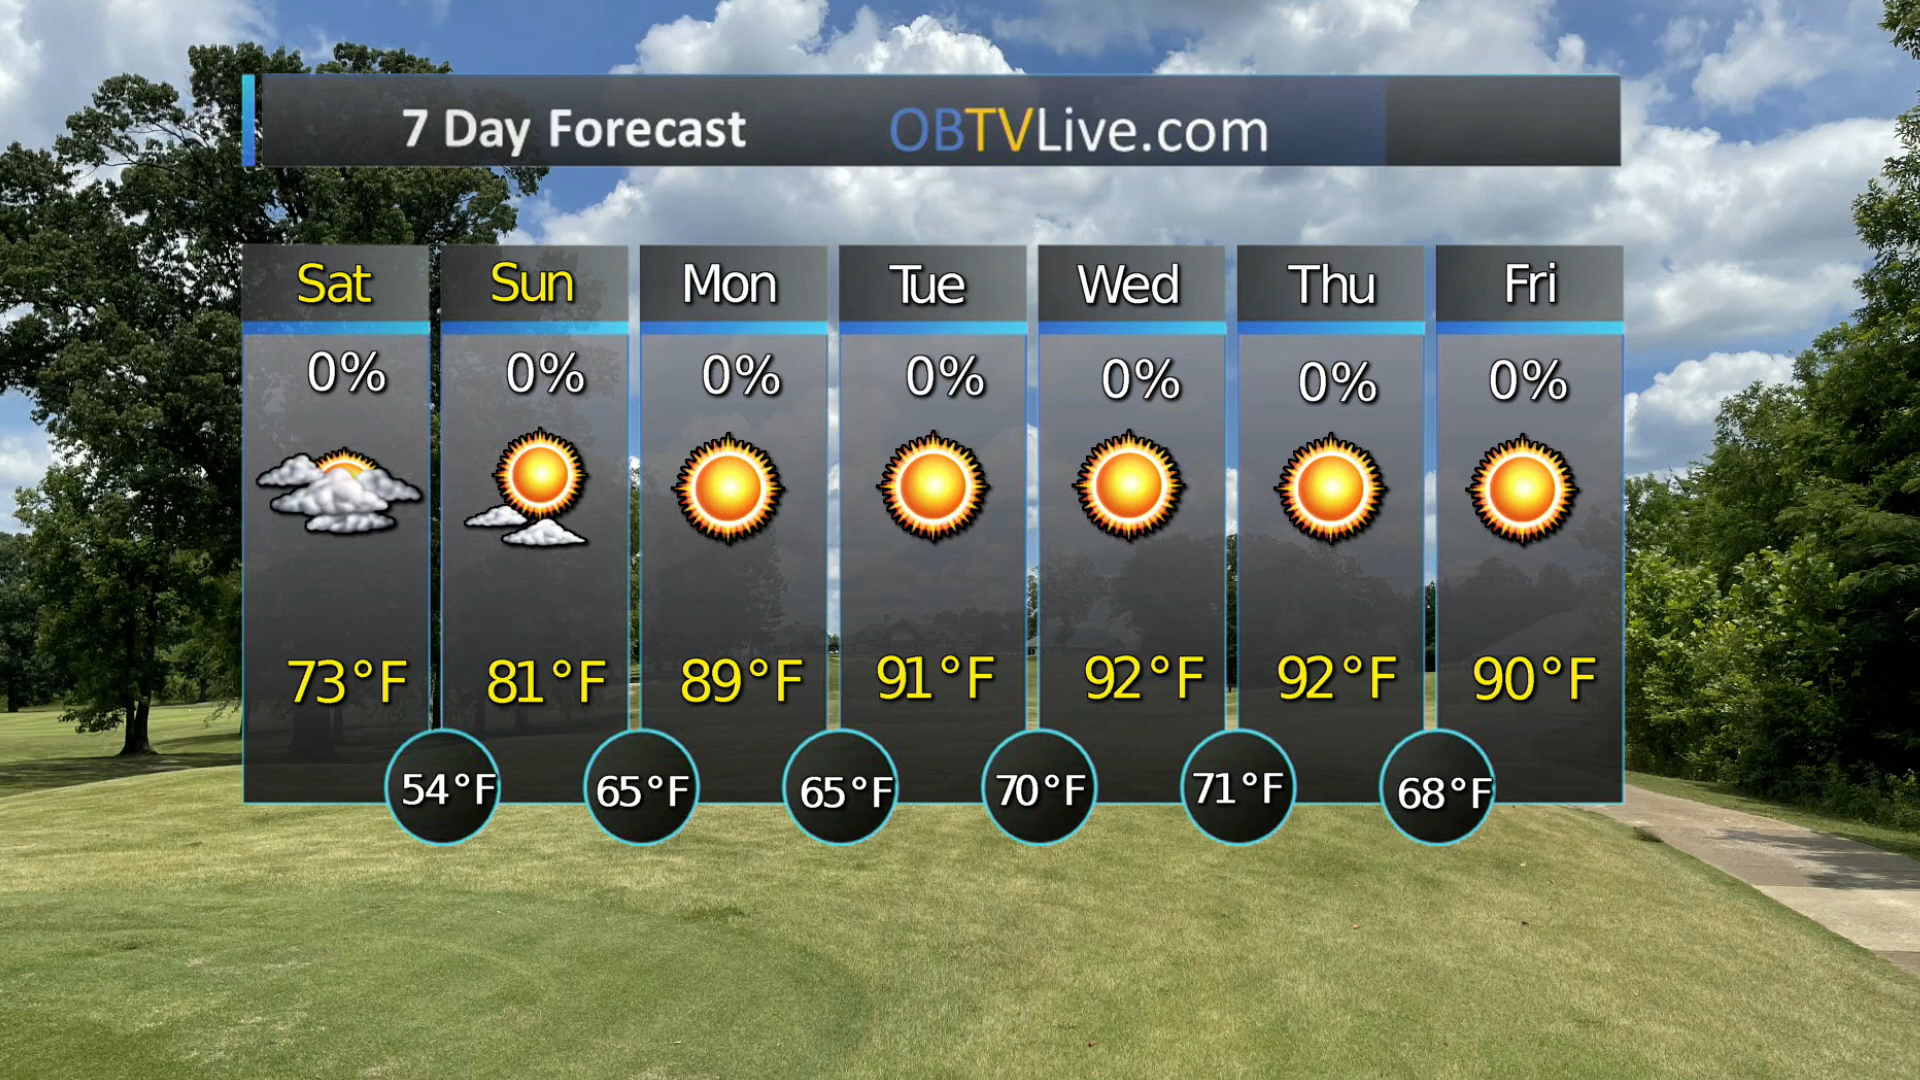 7 Day Forecast OBTVLive.com
Sat Sun Mon Tue Wed Thu Fri
0% 0% 0% 0% 0% 0% 0%
73°F 81°F 89°F 91°F 92°F 92°F 90°F
54°F 65°F 65°F 70°F 71°F 68°F